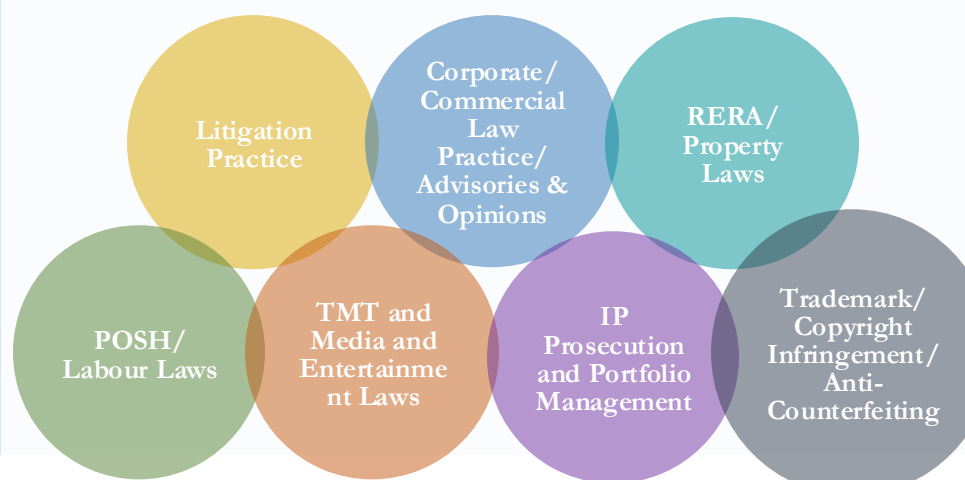 Litigation
Practice
Corporate/
Commercial
Law
Practice/
Advisories &
Opinions
RERA/
Property
Laws
POSH/
Labour Laws
TMT and
Media and
Entertainme
nt Laws
IP
Prosecution
and Portfolio
Management
Trademark/
Copyright
Infringement/
Anti-
Counterfeiting